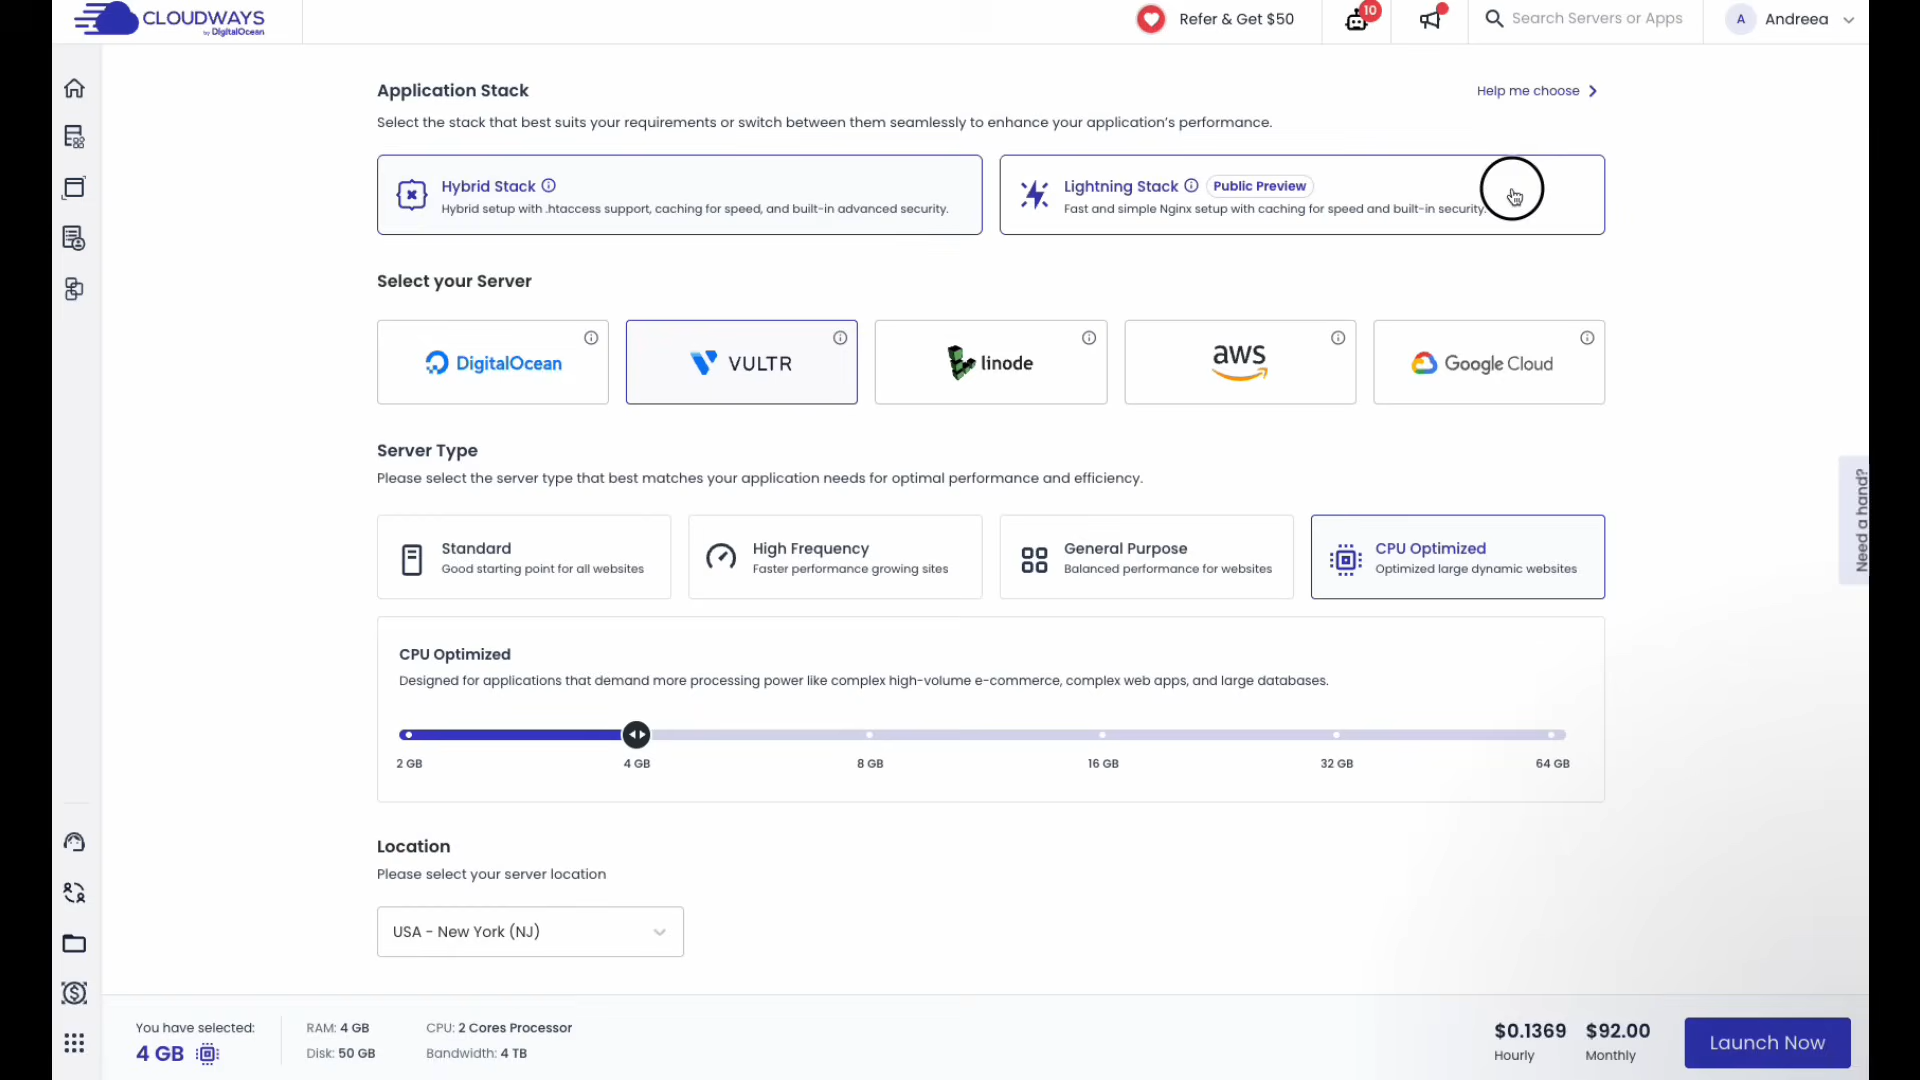 CLOUDWAYS
by DigitalOcean
Refer & Get $50
10
Search Servers or Apps
A
Andreea
Application Stack
Help me choose
Select the stack that best suits your requirements or switch between them seamlessly to enhance your application's performance.
Hybrid Stack
Hybrid setup with .htaccess support, caching for speed, and built-in advanced security.
Lightning Stack
Public Preview
Fast and simple Nginx setup with caching for speed and built-in security.
Select your Server
DigitalOcean
VULTR
linode
aws
Google Cloud
Server Type
Please select the server type that best matches your application needs for optimal performance and efficiency.
Standard
Good starting point for all websites
High Frequency
Faster performance growing sites
General Purpose
Balanced performance for websites
CPU Optimized
Optimized large dynamic websites
Need a hand?
CPU Optimized
Designed for applications that demand more processing power like complex high-volume e-commerce, complex web apps, and large databases.
2 GB
4 GB
8 GB
16 GB
32 GB
64 GB
Location
Please select your server location
USA - New York (NJ)
You have selected:
4 GB
RAM: 4 GB
Disk: 50 GB
CPU: 2 Cores Processor
Bandwidth: 4 TB
$0.1369
Hourly
$92.00
Monthly
Launch Now